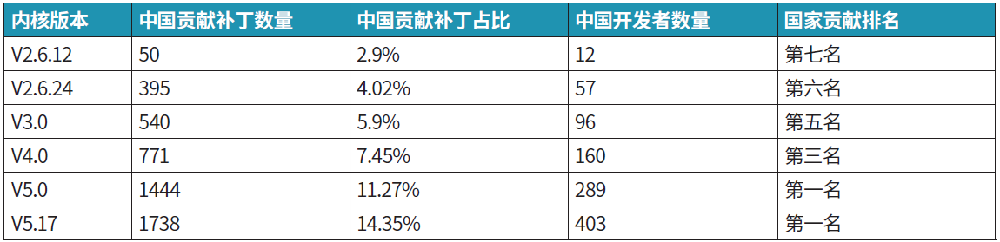 内核版本 中国贡献补丁数量 中国贡献补丁占比 中国开发者数量 国家贡献排名
V2.6.12 50 2.9% 12 第七名
V2.6.24 395 4.02% 57 第六名
V3.0 540 5.9% 96 第五名
V4.0 771 7.45% 160 第三名
V5.0 1444 11.27% 289 第一名
V5.17 1738 14.35% 403 第一名